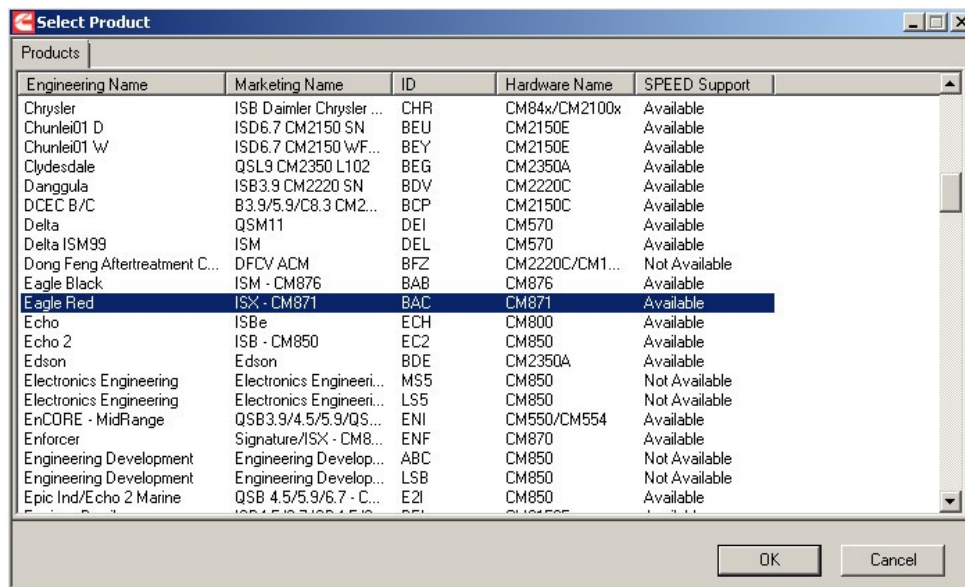 Select Product
Products
Engineering Name Marketing Name ID Hardware Name SPEED Support
Chrysler ISB Daimler Chrysler ... CHR CM84x/CM2100x Available
Chunlei01 D ISD6.7 CM2150 SN BEU CM2150E Available
Chunlei01 W ISD6.7 CM2150 WF... BEY CM2150E Available
Clydesdale QSL9 CM2350 L102 BEG CM2350A Available
Danggula ISB3.9 CM2220 SN BDV CM2220C Available
DCEC B/C B3.9/5.9/C8.3 CM2... BCP CM2150C Available
Delta QSM11 DEI CM570 Available
Delta ISM99 ISM DEL CM570 Available
Dong Feng Aftertreatment C... DFCV ACM BFZ CM2220C/CM1... Not Available
Eagle Black ISM - CM876 BAB CM876 Available
Eagle Red ISX - CM871 BAC CM871 Available
Echo ISBe ECH CM800 Available
Echo 2 ISB - CM850 EC2 CM850 Available
Edson Edson BDE CM2350A Available
Electronics Engineering Electronics Engineeri... MS5 CM850 Not Available
Electronics Engineering Electronics Engineeri... LS5 CM850 Not Available
EnCORE - MidRange QSB3.9/4.5/5.9/QS... ENI CM550/CM554 Available
Enforcer Signature/ISX - CM8... ENF CM870 Available
Engineering Development Engineering Develop... ABC CM850 Not Available
Engineering Development Engineering Develop... LSB CM850 Not Available
Epic Ind/Echo 2 Marine QSB 4.5/5.9/6.7 - C... E2I CM850 Available
OK Cancel